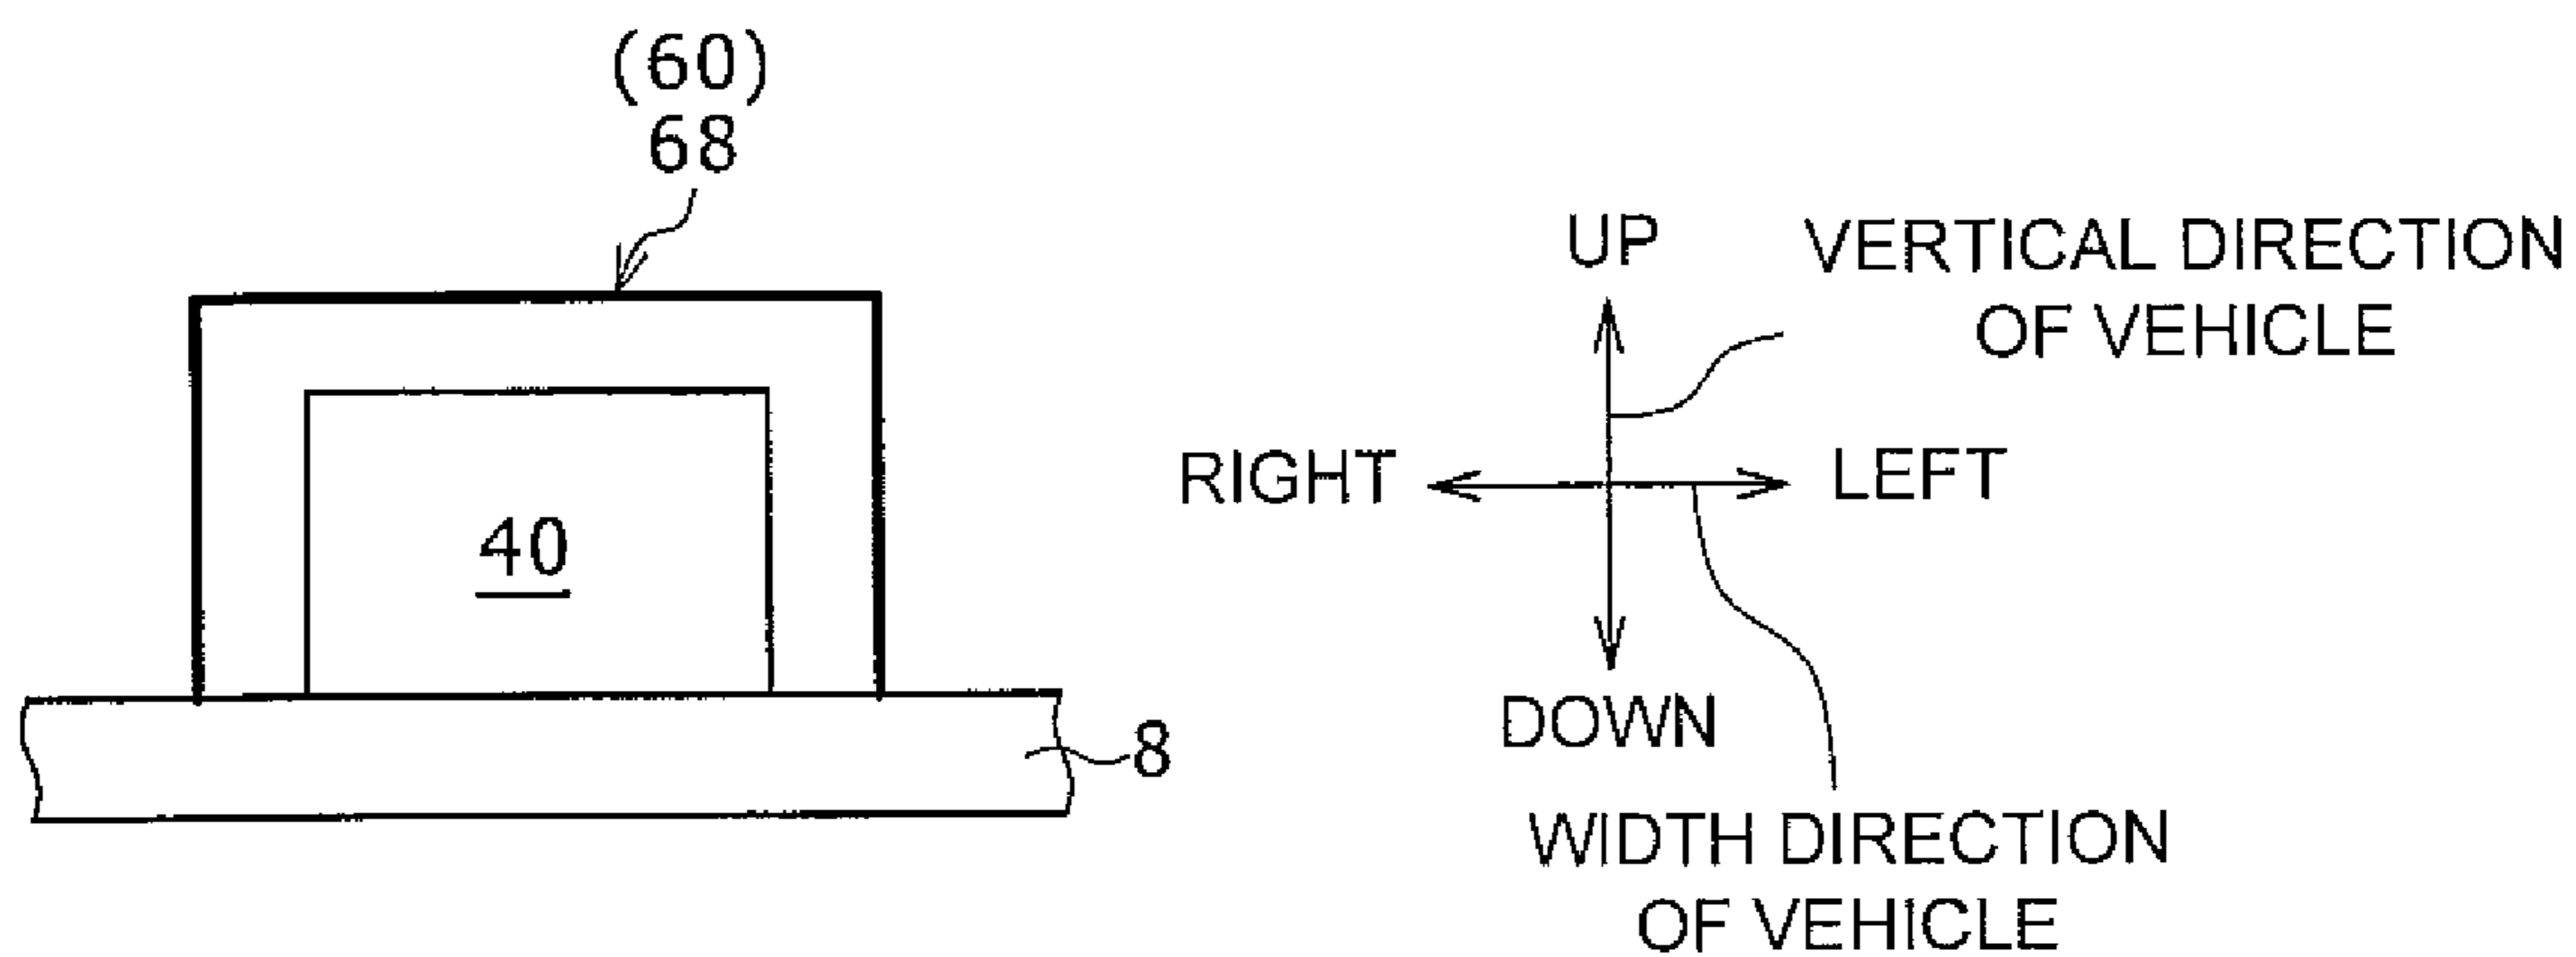 (60)
68
UP
VERTICAL DIRECTION
OF VEHICLE
RIGHT
LEFT
40
DOWN
8
WIDTH DIRECTION
OF VEHICLE